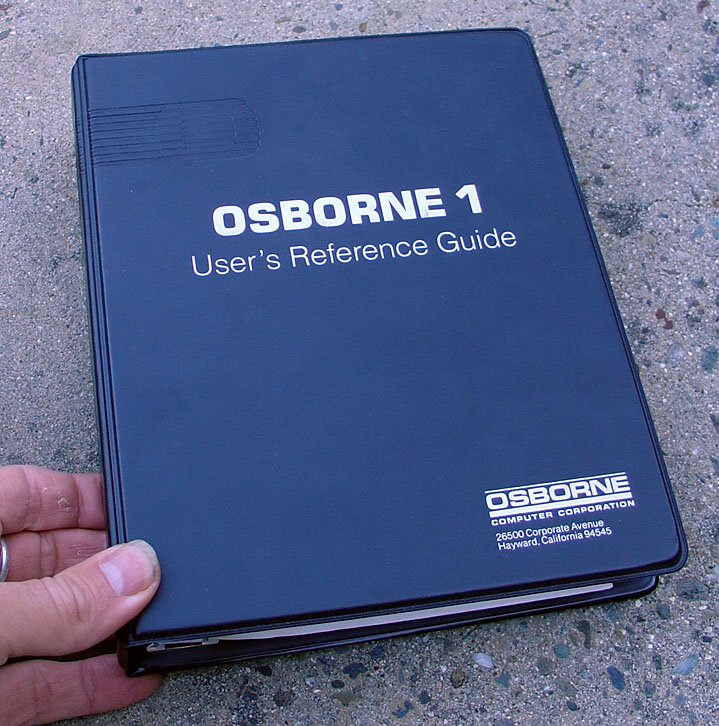 OSBORNE 1
User's Reference Guide
OSBORNE
COMPUTER CORPORATION
26500 Corporate Avenue
Hayward, California 94545